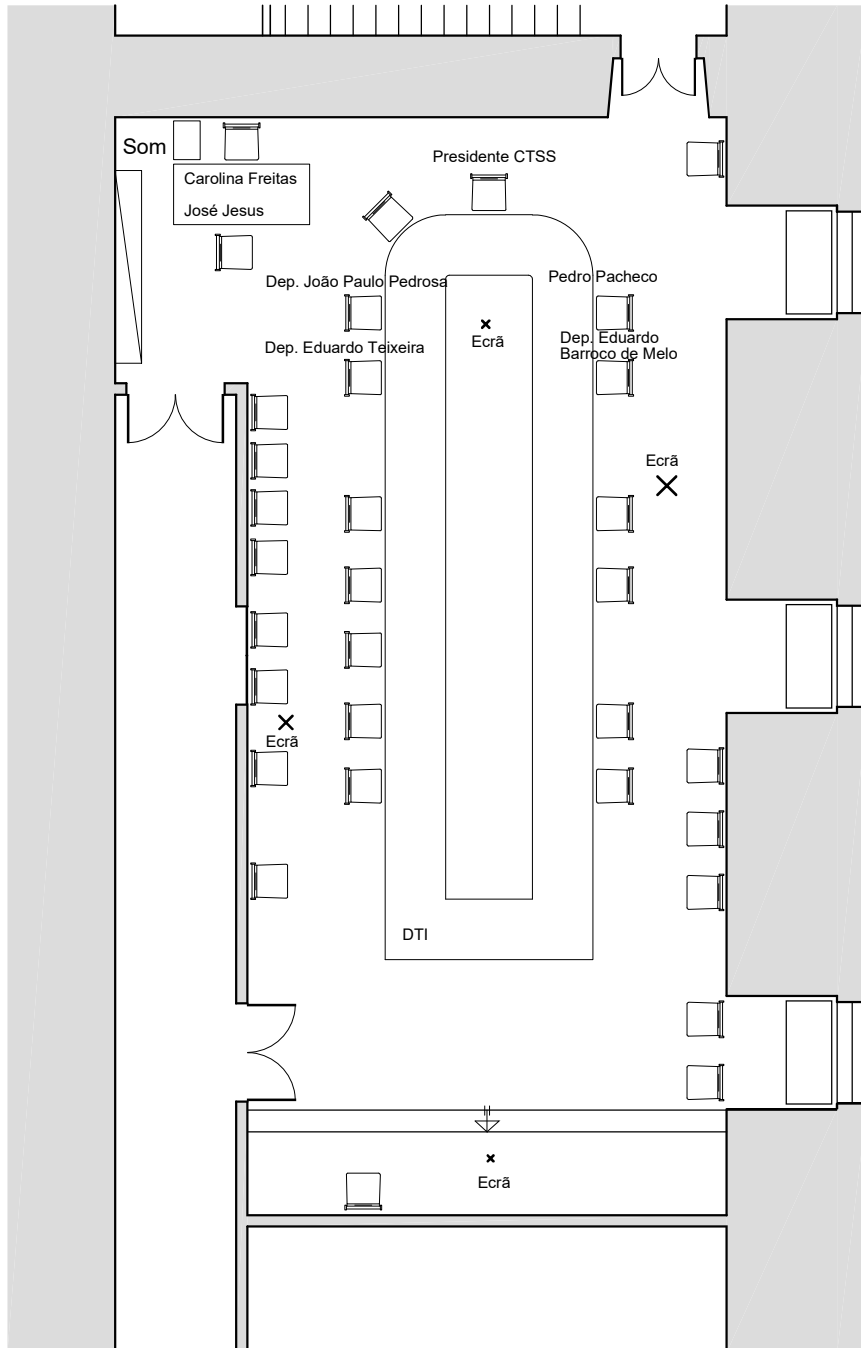 Som
Carolina Freitas
José Jesus
Presidente CTSS
Dep. João Paulo Pedrosa
Pedro Pacheco
Ecrã
Dep. Eduardo Teixeira
Dep. Eduardo
Barroco de Melo
Ecrã
Ecrã
DTI
Ecrã